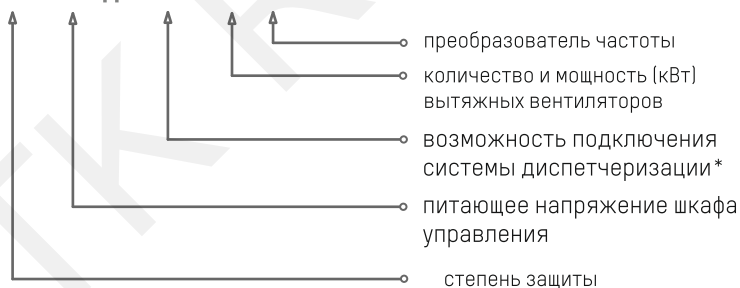 преобразователь частоты
количество и мощность (кВт)
вытяжных вентиляторов
возможность подключения
системы диспетчеризации*
питающее напряжение шкафа
управления
степень защиты